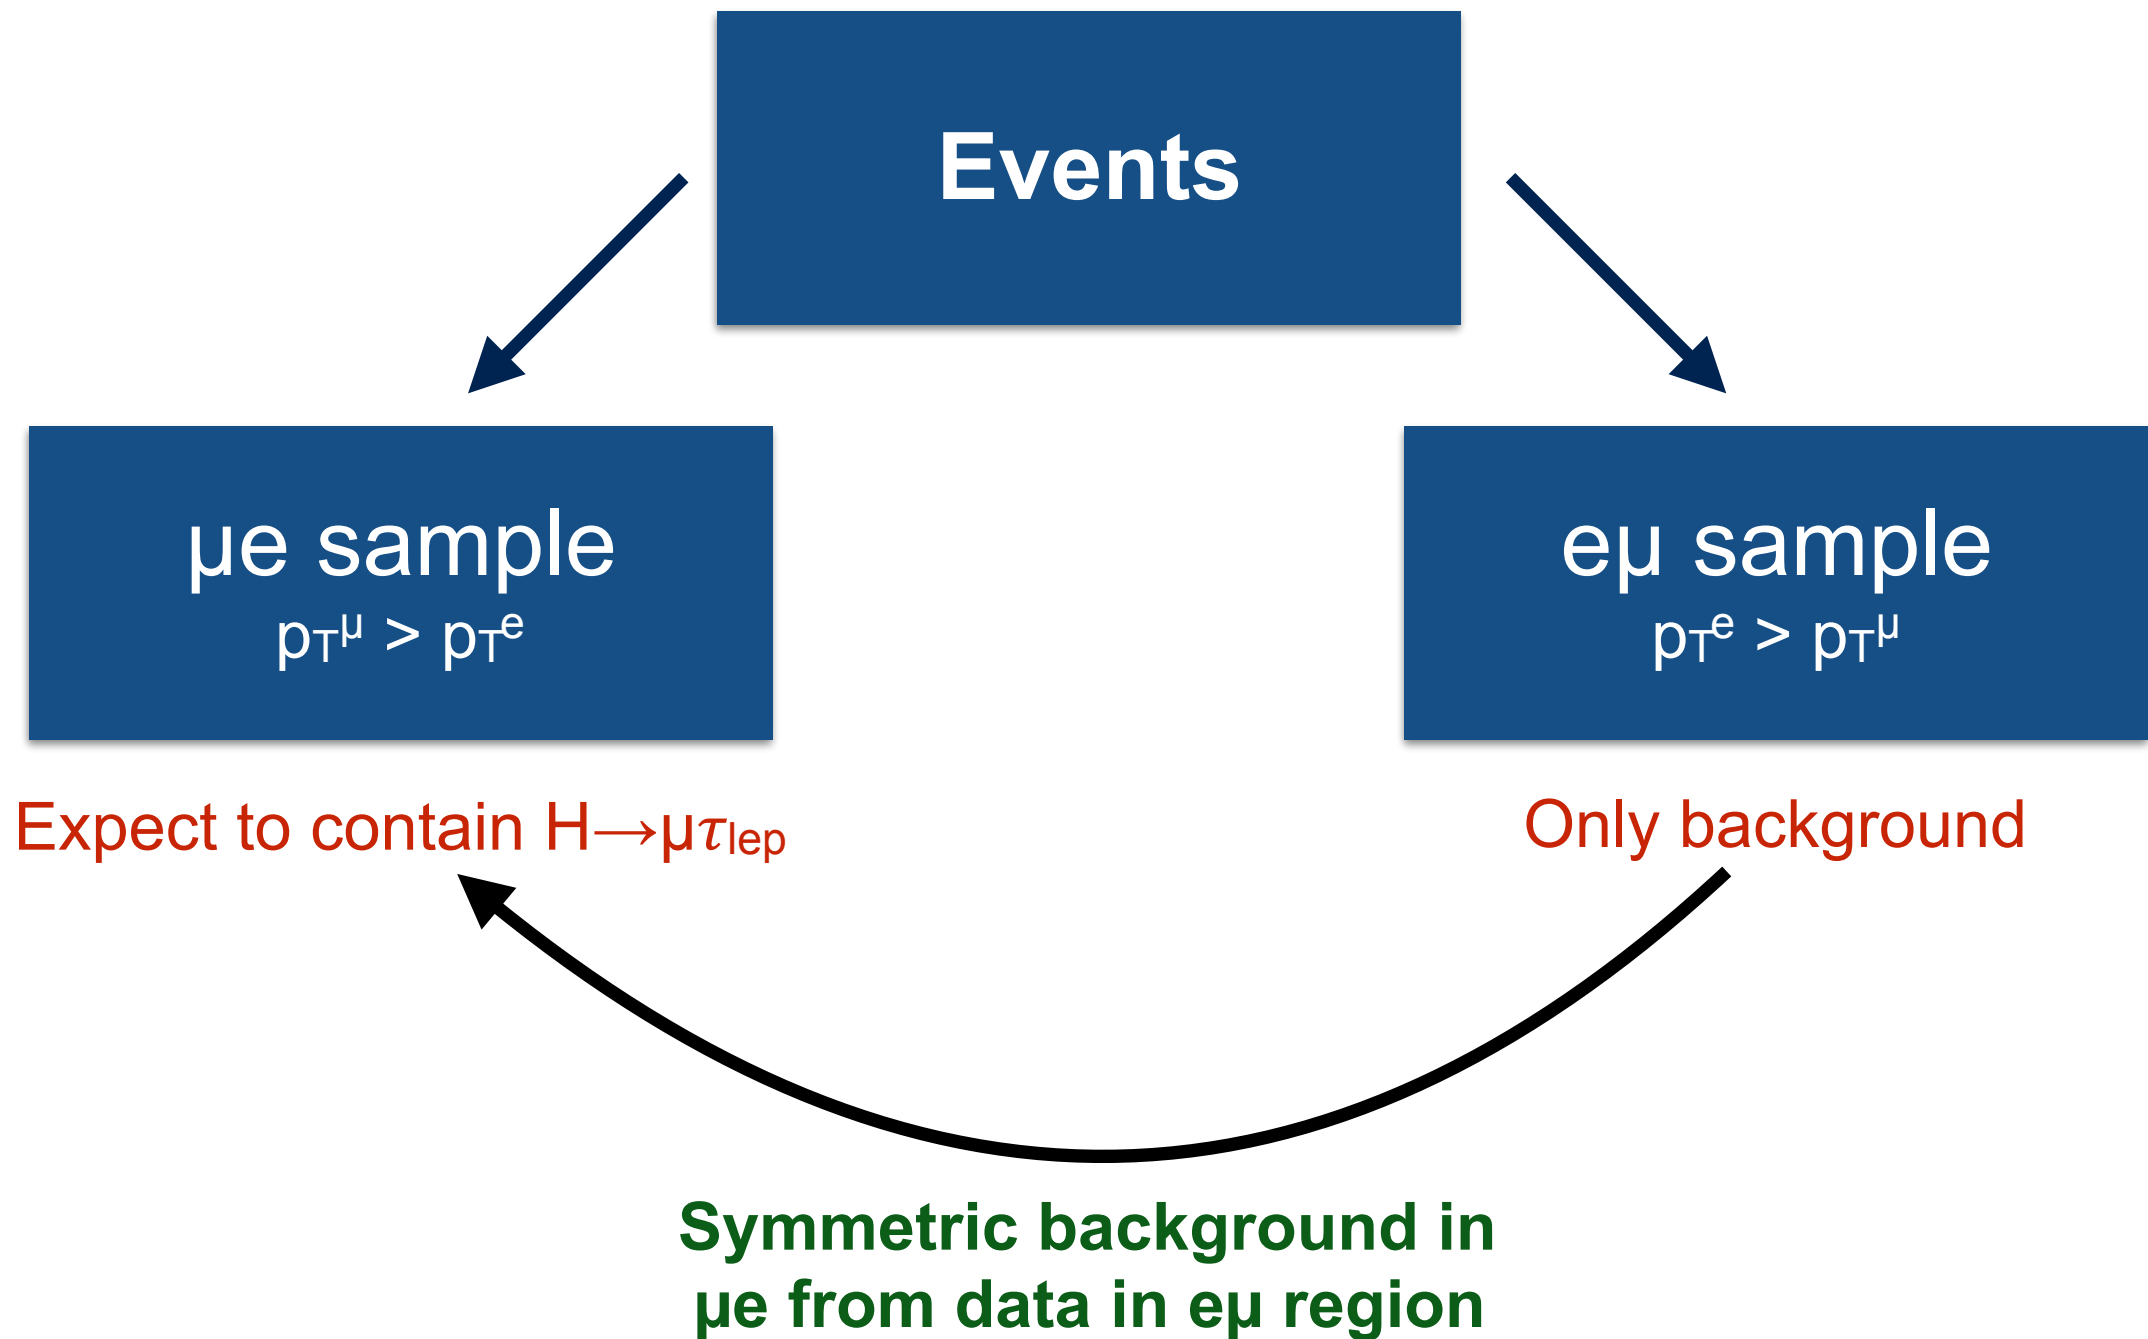 Events
µe sample
pTµ > pTe
eµ sample
pTe > pTµ
Expect to contain H→µτlep
Only background
Symmetric background in
µe from data in eµ region